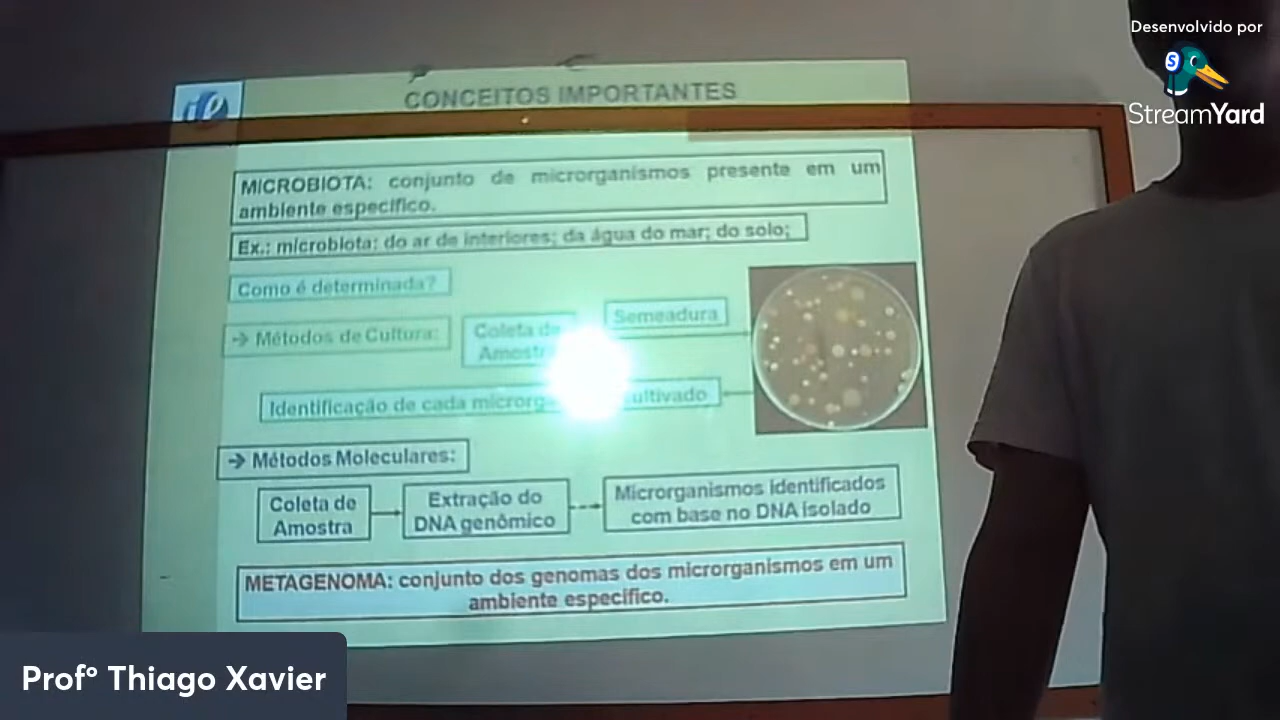 Desenvolvido por
StreamYard
CONCEITOS IMPORTANTES
MICROBIOTA: conjunto de microrganismos presente em um
ambiente específico.
Ex.: microbiota: do ar de interiores; da água do mar; do solo;
Como é determinada?
→ Métodos de Cultura:
Coleta de
Amostra
Semeadura
Identificação de cada microrg
ultivado
→ Métodos Moleculares:
Coleta de
Amostra
Extração do
DNA genômico
Microrganismos identificados
com base no DNA isolado
METAGENOMA: conjunto dos genomas dos microrganismos em um
ambiente específico.
Profº Thiago Xavier